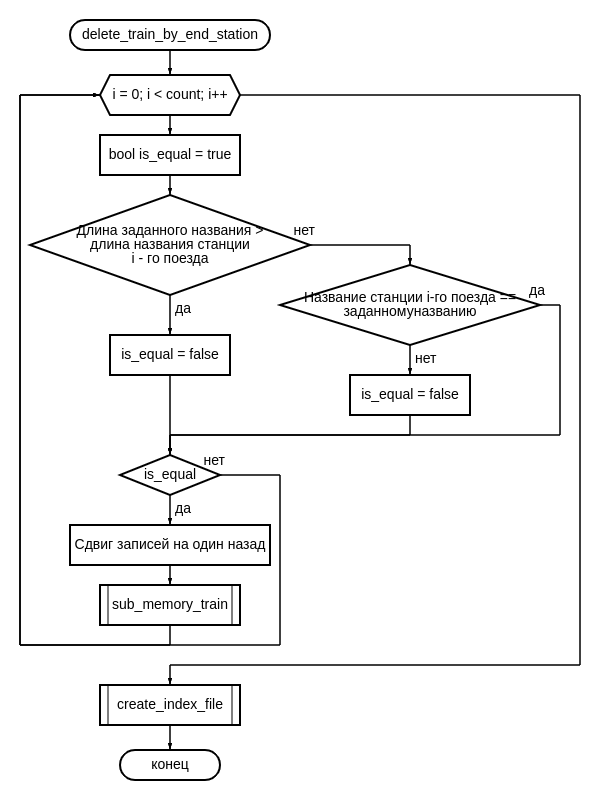 delete_train_by_end_station
i = 0; i < count; i++
bool is_equal = true
Длина заданного названия >
длина названия станции
i - го поезда
нет
да
Название станции i-го поезда ==
заданномуназванию
да
нет
is_equal = false
is_equal = false
is_equal
нет
да
Сдвиг записей на один назад
sub_memory_train
create_index_file
конец